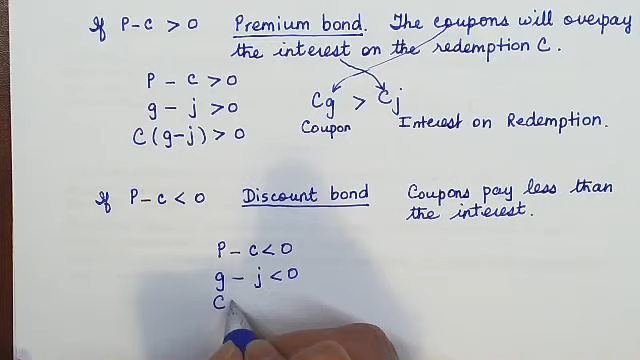 If P-C > 0 Premium bond. The coupons will overpay
the interest on the redemption C.
P - C > 0
g - j > 0
C(g-j) > 0
Cg > Cj
Coupon
Interest on Redemption.
If P-C < 0 Discount bond Coupons pay less than
the interest.
P - C < 0
g - j < 0
C